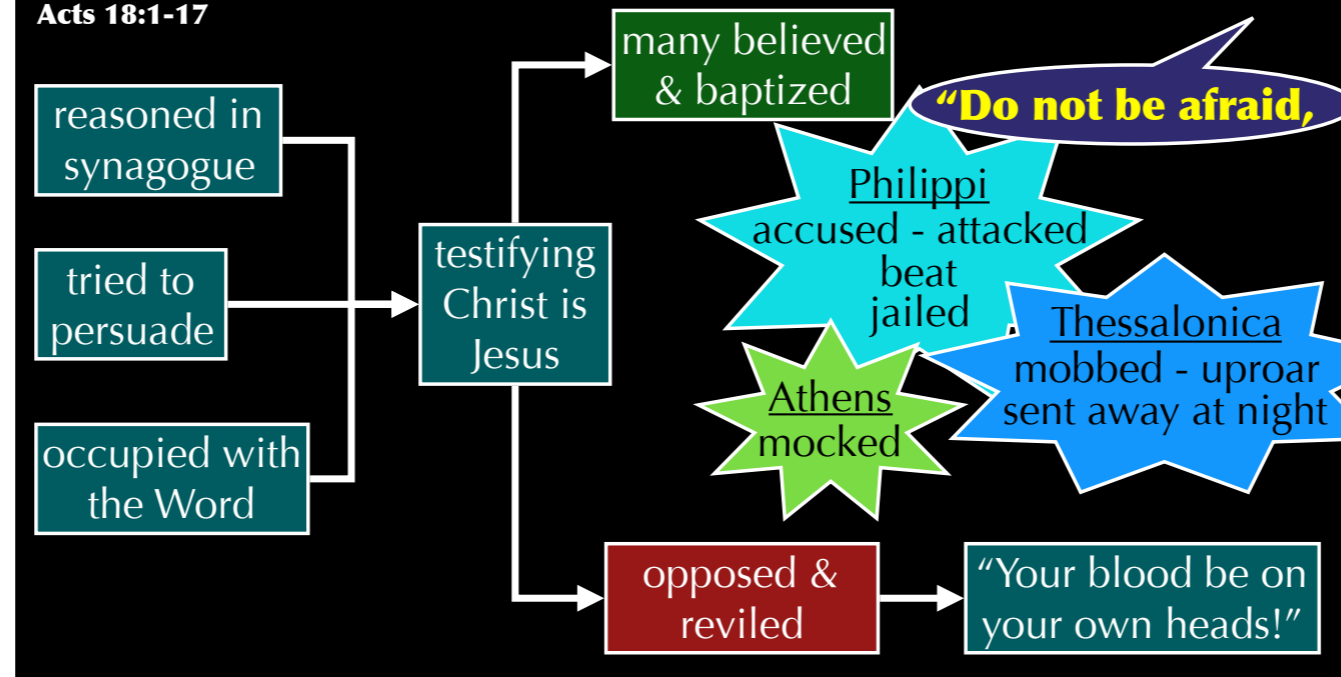 Acts 18:1-17
reasoned in
synagogue
tried to
persuade
occupied with
the Word
testifying
Christ is
Jesus
many believed
& baptized
“Do not be afraid,
Philippi
accused - attacked
beat
jailed
Thessalonica
mobbed - uproar
sent away at night
Athens
mocked
opposed &
reviled
“Your blood be on
your own heads!”